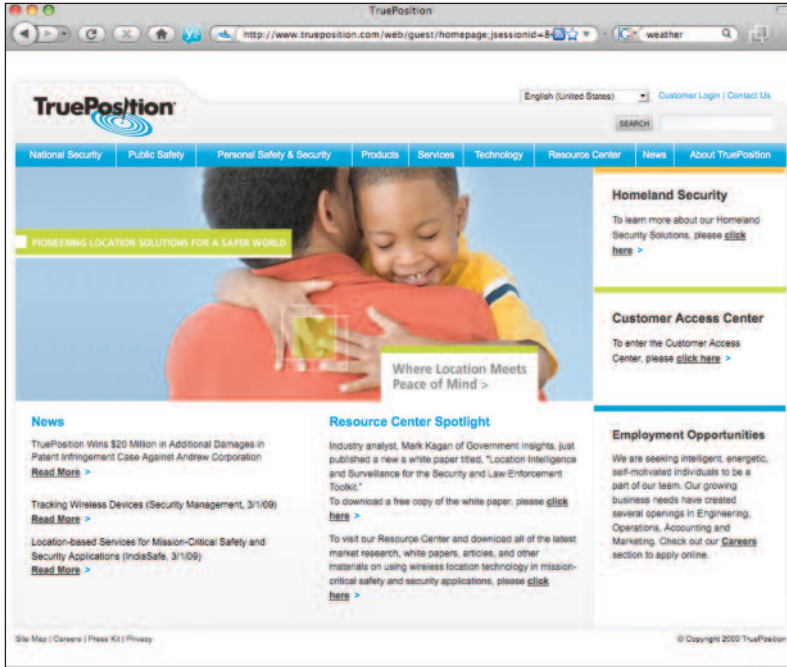 TruePosition
http://www.trueposition.com/web/guest/homepage;jsessionid=8
weather
English (United States)
Customer Login | Contact Us
TruePosition
SEARCH
National Security Public Safety Personal Safety & Security Products Services Technology Resource Center News About TruePosition
PIONEERING LOCATION SOLUTIONS FOR A SAFER WORLD
Where Location Meets
Peace of Mind >
Homeland Security
To learn more about our Homeland
Security Solutions, please click
here >
Customer Access Center
To enter the Customer Access
Center, please click here >
Employment Opportunities
We are seeking intelligent, energetic,
self-motivated individuals to be a
part of our team. Our growing
business needs have created
several openings in Engineering,
Operations, Accounting and
Marketing. Check out our Careers
section to apply online.
News
TruePosition Wins $20 Million in Additional Damages in
Patent Infringement Case Against Andrew Corporation
Read More >
Tracking Wireless Devices (Security Management, 3/1/09)
Read More >
Location-based Services for Mission-Critical Safety and
Security Applications (IndiaSafe, 3/1/09)
Read More >
Resource Center Spotlight
Industry analyst, Mark Kagan of Government Insights, just
published a new a white paper titled, "Location Intelligence
and Surveillance for the Security and Law Enforcement
Toolkit."
To download a free copy of the white paper, please click
here >
To visit our Resource Center and download all of the latest
market research, white papers, articles, and other
materials on using wireless location technology in mission-
critical safety and security applications, please click
here >
Site Map | Careers | Press Kit | Privacy
© Copyright 2000 TruePosition